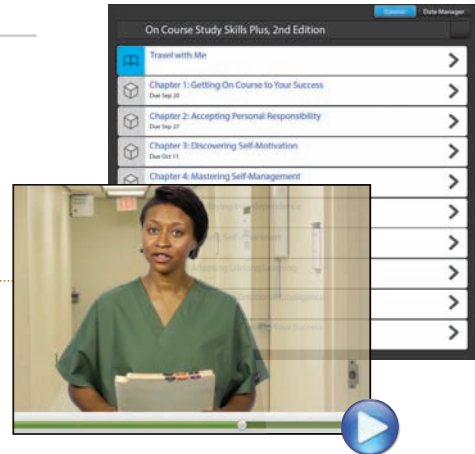 Course Data Manager
On Course Study Skills Plus, 2nd Edition
Travel with Me
Chapter 1: Getting On Course to Your Success
Due Sep 20
Chapter 2: Accepting Personal Responsibility
Due Sep 27
Chapter 3: Discovering Self-Motivation
Due Oct 11
Chapter 4: Mastering Self-Management